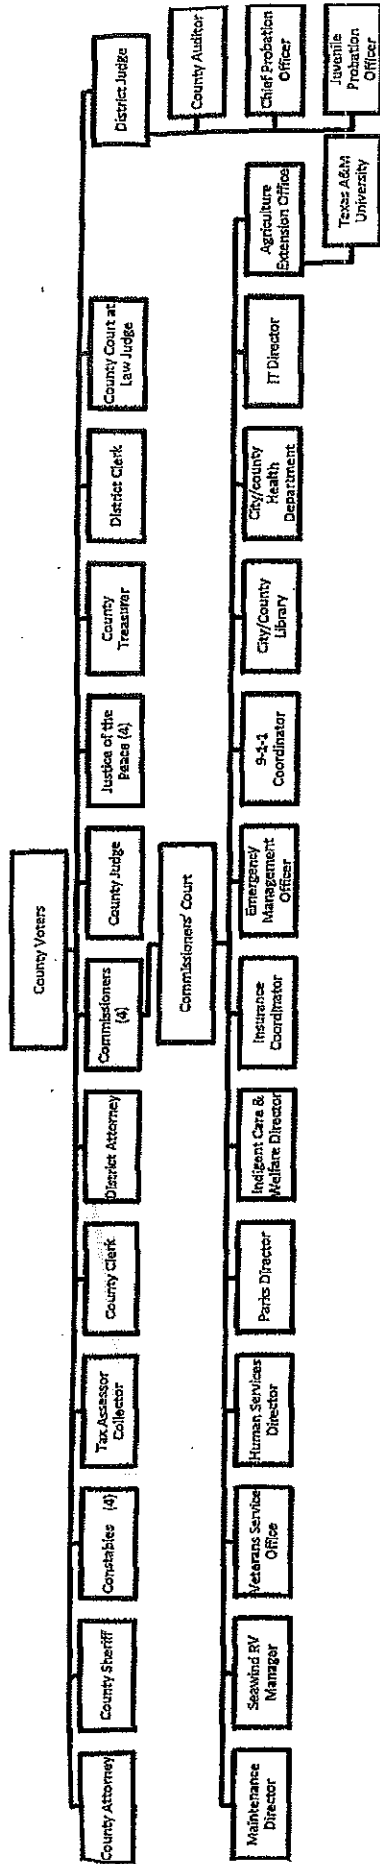 County Voters
County Attorney
County Sheriff
Constables (4)
Tax Assessor
Collector
County Clerk
District Attorney
Commissioners
(4)
County Judge
Justice of the
Peace (4)
County
Treasurer
District Clerk
County Court at
Law Judge
District Judge
County Auditor
Chief Probation
Officer
Juvenile
Probation
Officer
Commissioners' Court
Maintenance
Director
Seawind RV
Manager
Veterans Service
Office
Human Services
Director
Parks Director
Indigent Care &
Welfare Director
Insurance
Coordinator
Emergency
Management
Officer
9-1-1
Coordinator
City/County
Library
City/county
Health
Department
IT Director
Agriculture
Extension Office
Texas A&M
University